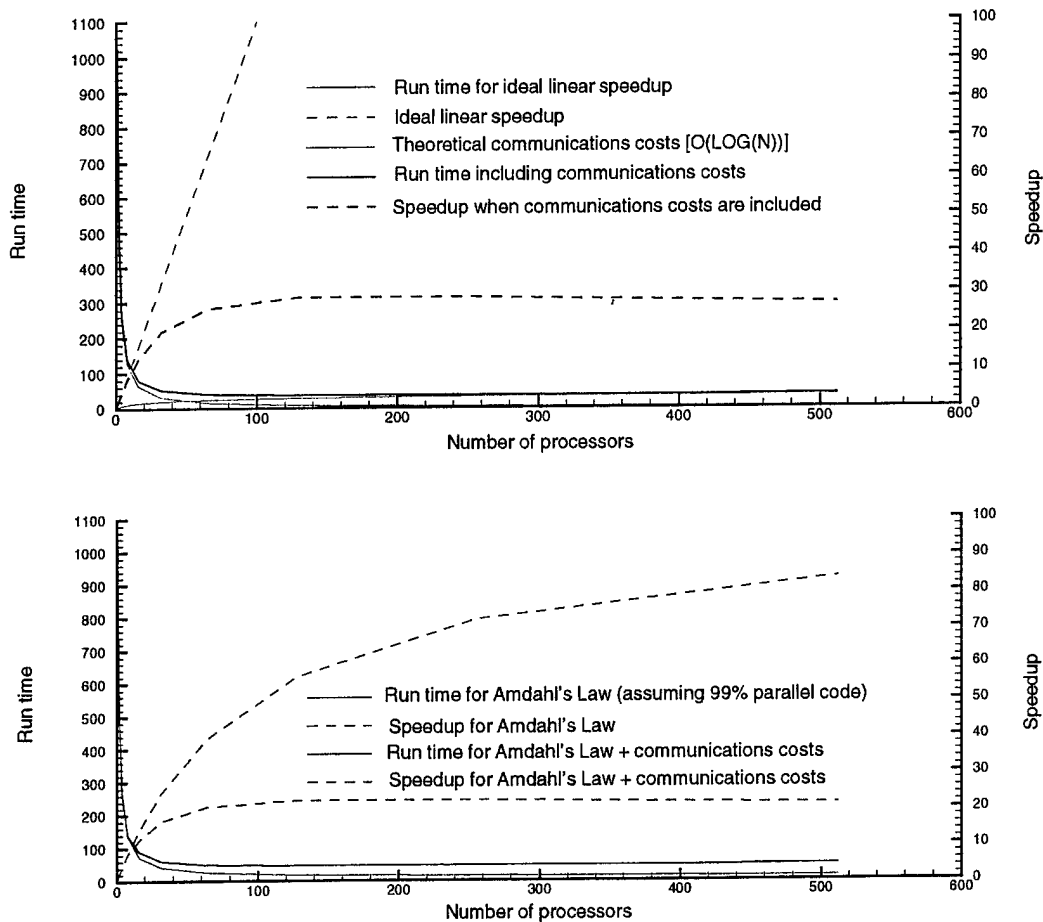 1100
1000
900
800
700
600
500
400
300
200
100
0
Run time
100
90
80
70
60
50
40
30
20
10
0
Speedup
Run time for ideal linear speedup
Ideal linear speedup
Theoretical communications costs [O(LOG(N))]
Run time including communications costs
Speedup when communications costs are included
0 100 200 300 400 500 600
Number of processors
1100
1000
900
800
700
600
500
400
300
200
100
0
Run time
100
90
80
70
60
50
40
30
20
10
0
Speedup
Run time for Amdahl's Law (assuming 99% parallel code)
Speedup for Amdahl's Law
Run time for Amdahl's Law + communications costs
Speedup for Amdahl's Law + communications costs
0 100 200 300 400 500 600
Number of processors